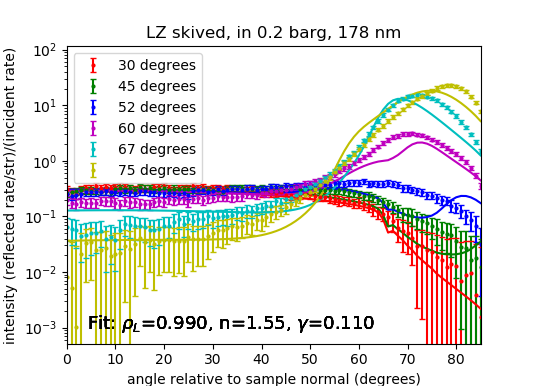 LZ skived, in 0.2 barg, 178 nm
intensity (reflected rate/str)/(incident rate)
10²
10¹
10⁰
10⁻¹
10⁻²
10⁻³
30 degrees
45 degrees
52 degrees
60 degrees
67 degrees
75 degrees
Fit: ρ_L=0.990, n=1.55, γ=0.110
0 10 20 30 40 50 60 70 80
angle relative to sample normal (degrees)